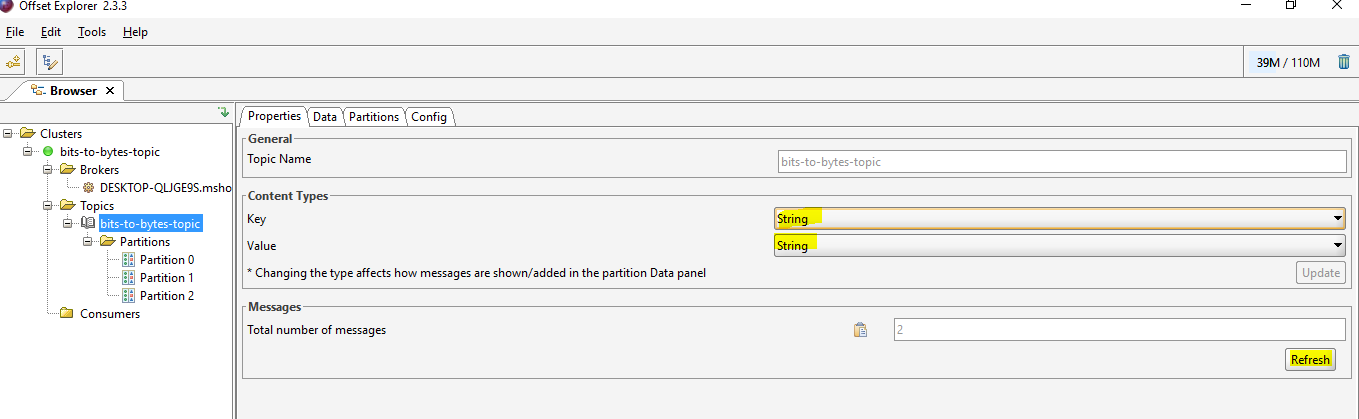 Offset Explorer 2.3.3
File Edit Tools Help
39M / 110M
Browser
Clusters
bits-to-bytes-topic
Brokers
DESKTOP-QLJGE9S.msho
Topics
bits-to-bytes-topic
Partitions
Partition 0
Partition 1
Partition 2
Consumers
Properties Data Partitions Config
General
Topic Name bits-to-bytes-topic
Content Types
Key String
Value String
* Changing the type affects how messages are shown/added in the partition Data panel Update
Messages
Total number of messages 2
Refresh